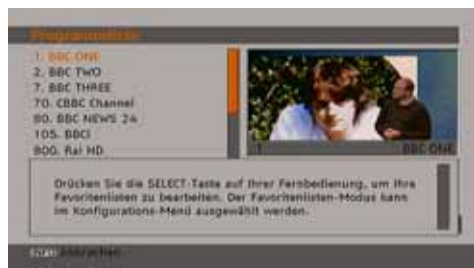 Programmliste
1. BBC ONE
2. BBC TWO
7. BBC THREE
70. CBBC Channel
80. BBC NEWS 24
105. BBCi
800. Rai HD
1 BBC ONE
Drücken Sie die SELECT-Taste auf Ihrer Fernbedienung, um Ihre
Favoritenlisten zu bearbeiten. Der Favoritenlisten-Modus kann
im Konfigurations-Menü ausgewählt werden.
Abbrechen